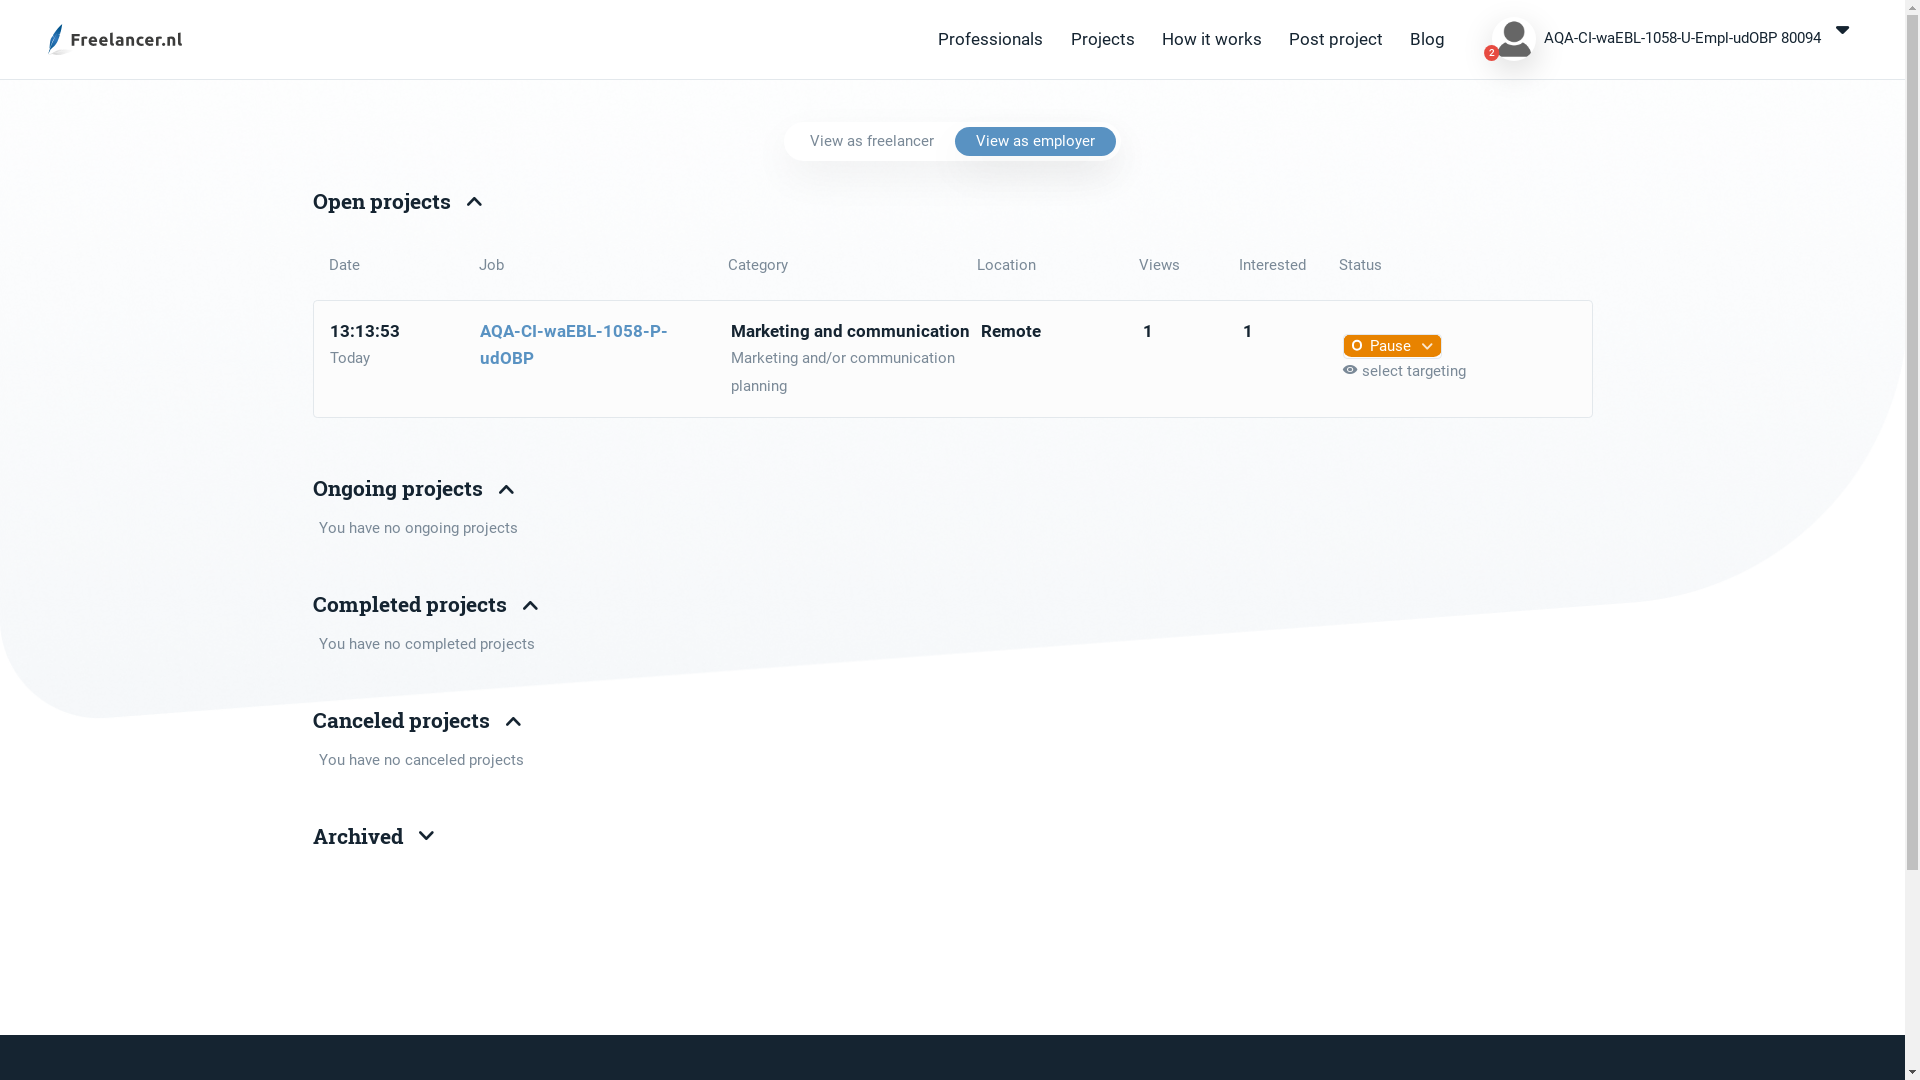 Freelancer.nl
Professionals Projects How it works Post project Blog 2 AQA-CI-waEBL-1058-U-Empl-udOBP 80094
View as freelancer View as employer
Open projects
Date Job Category Location Views Interested Status
13:13:53 AQA-CI-waEBL-1058-P- Marketing and communication Remote 1 1
Pause
Today udOBP Marketing and/or communication
select targeting
planning
Ongoing projects
You have no ongoing projects
Completed projects
You have no completed projects
Canceled projects
You have no canceled projects
Archived